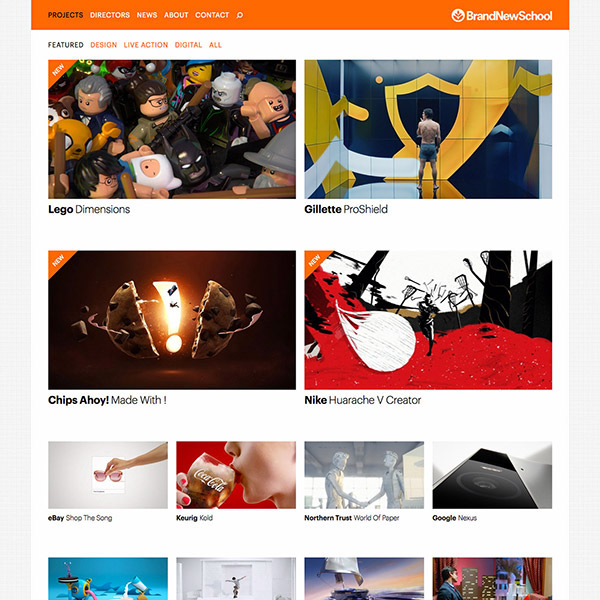 PROJECTS DIRECTORS NEWS ABOUT CONTACT BrandNewSchool
FEATURED DESIGN LIVE ACTION DIGITAL ALL
NEW
Lego Dimensions
Gillette ProShield
NEW
NEW
Chips Ahoy! Made With !
Nike Huarache V Creator
Coca-Cola
eBay Shop The Song
Keurig Kold
Northern Trust World Of Paper
Google Nexus